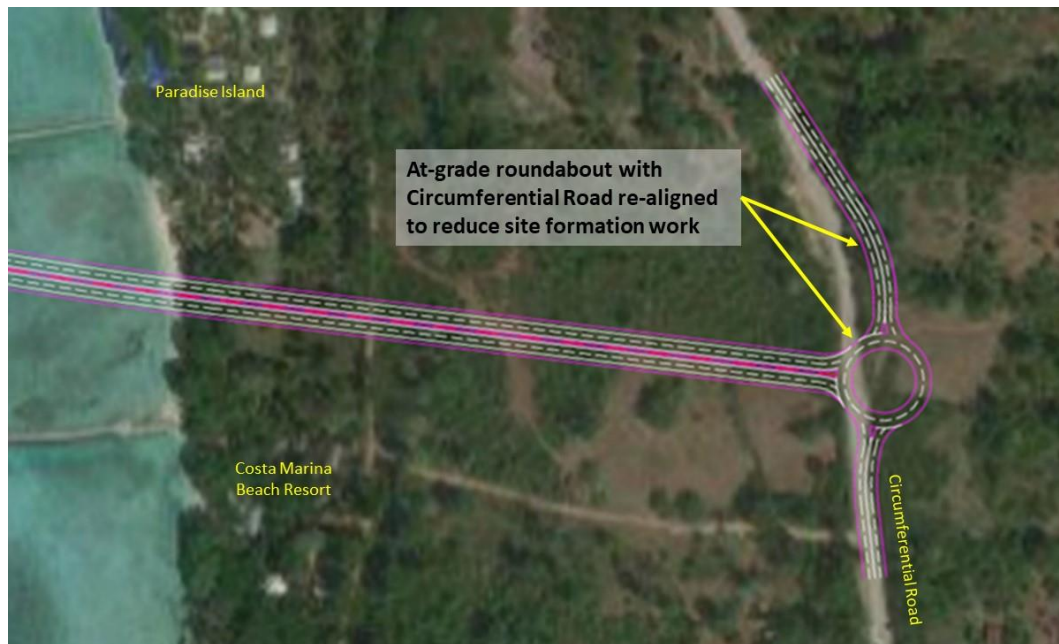 Paradise Island
At-grade roundabout with
Circumferential Road re-aligned
to reduce site formation work
Costa Marina
Beach Resort
Circumferential Road